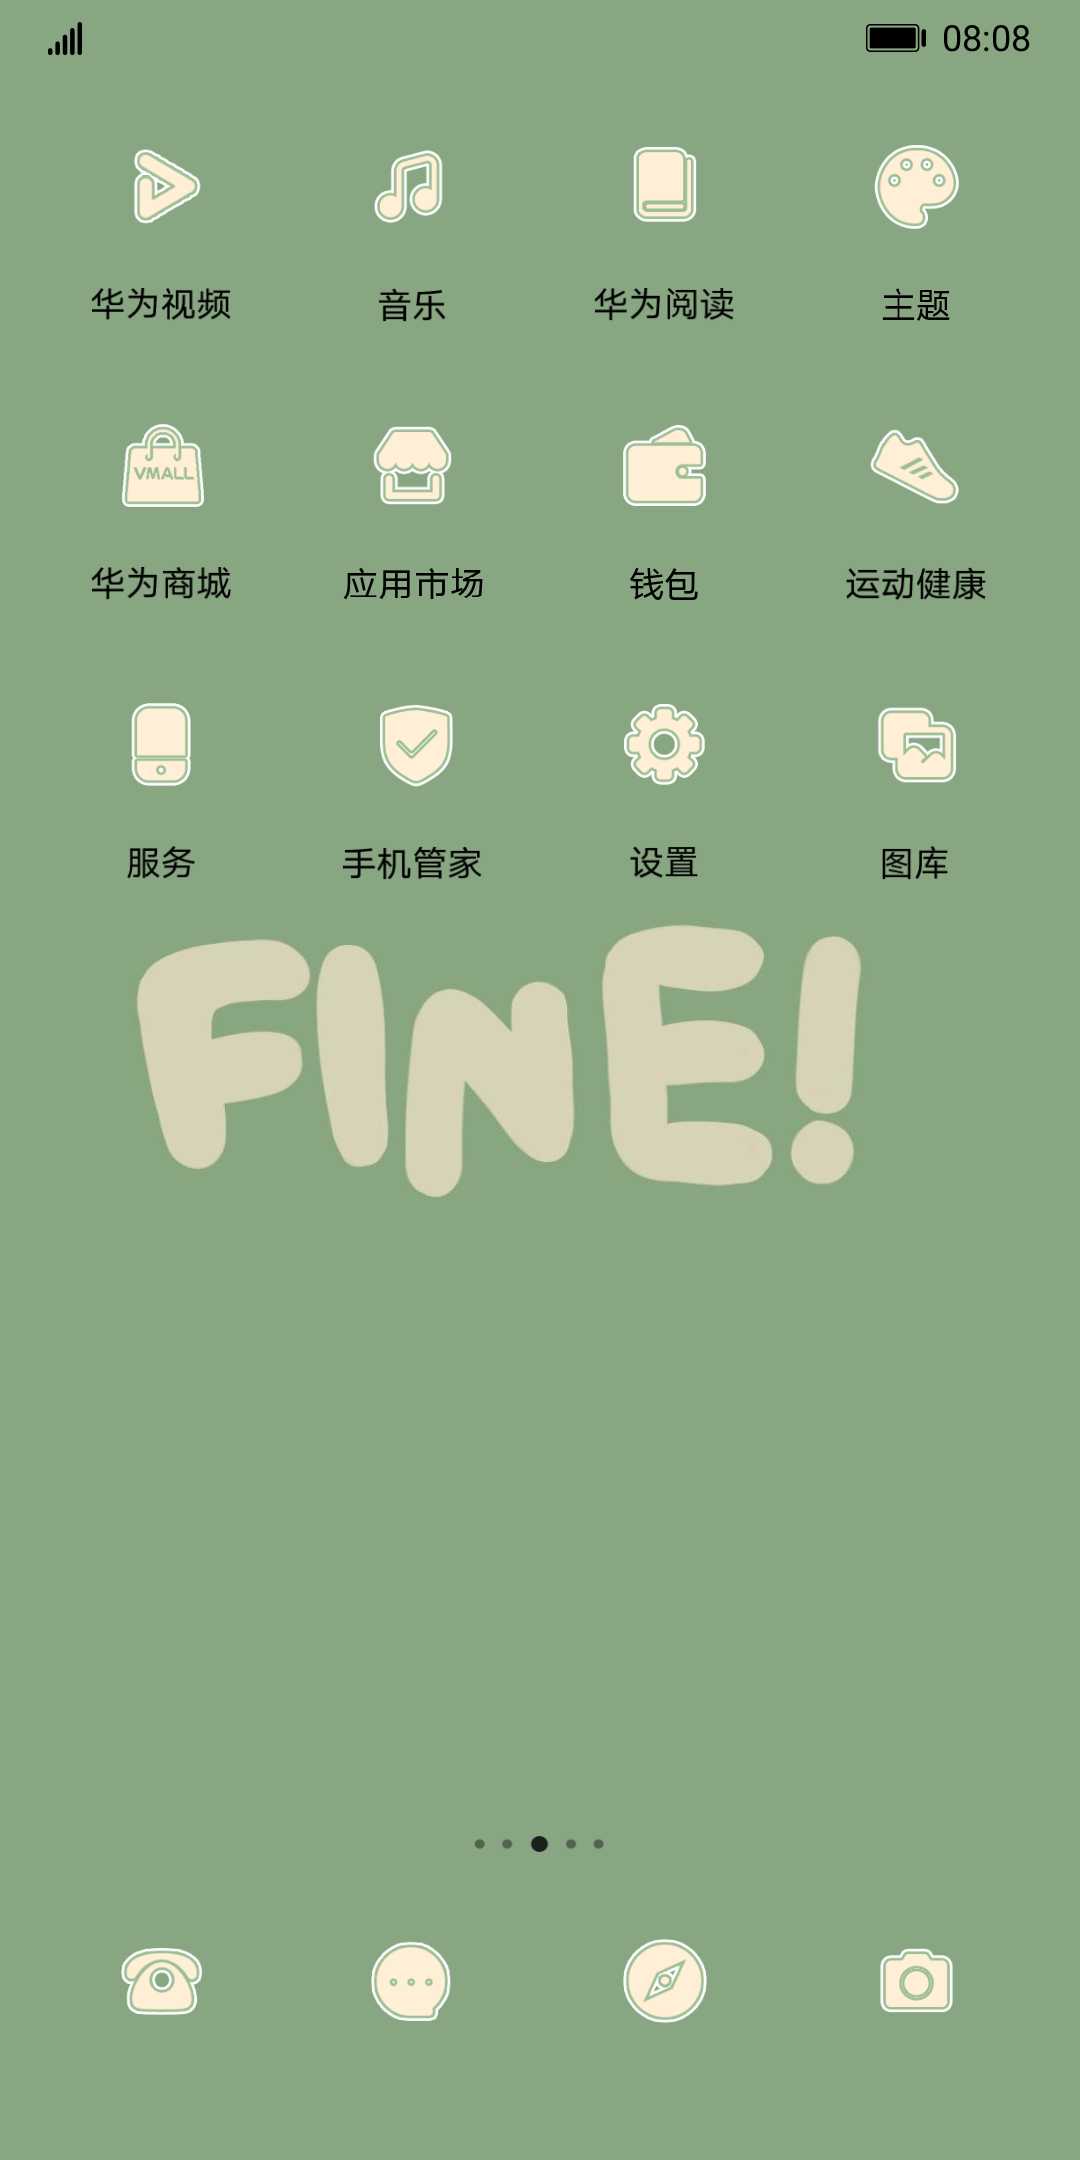 08:08
华为视频 音乐 华为阅读 主题
VMALL
华为商城 应用市场 钱包 运动健康
服务 手机管家 设置 图库
FINE!